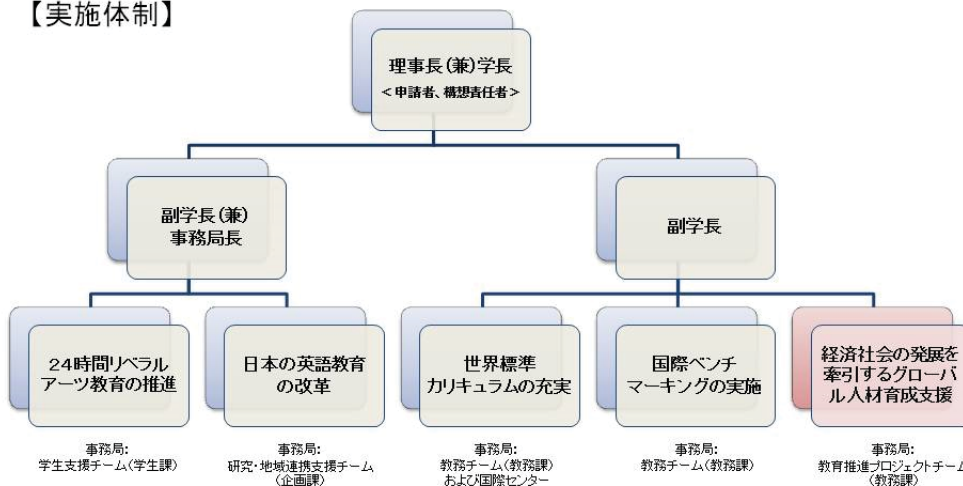 【実施体制】
理事長(兼)学長
<申請者、構想責任者>
副学長(兼)
事務局長
副学長
24時間リベラル
アーツ教育の推進
日本の英語教育
の改革
世界標準
カリキュラムの充実
国際ベンチ
マーキングの実施
経済社会の発展を
牽引するグローバ
ル人材育成支援
事務局:
学生支援チーム(学生課)
事務局:
研究・地域連携支援チーム
(企画課)
事務局:
教務チーム(教務課)
および国際センター
事務局:
教務チーム(教務課)
事務局:
教育推進プロジェクトチーム
(教務課)